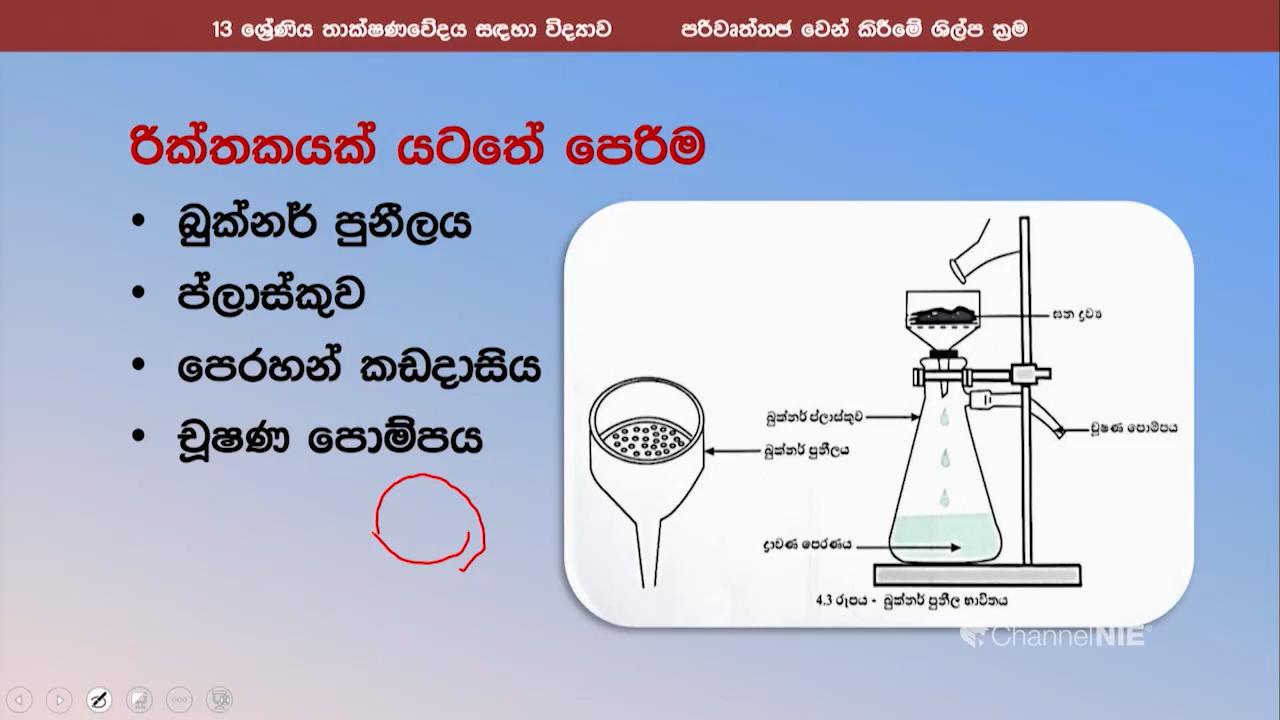 13 ශ්‍රේණිය තාක්ෂණවේදය සඳහා විද්‍යාව
පරිවෘත්තජ වෙන් කිරීමේ ශිල්ප ක්‍රම
රික්තකයක් යටතේ පෙරිම
• බුක්නර් පුනීලය
• ප්ලාස්කුව
• පෙරහන් කඩදාසිය
• චූෂණ පොම්පය
ඝන ද්‍රව්‍ය
බුක්නර් ප්ලාස්කුව
චූෂණ පොම්පය
බුක්නර් පුනීලය
ද්‍රාවණ පෙරණය
4.3 රූපය - බුක්නර් පුනීල භාවිතය
ChannelNIE